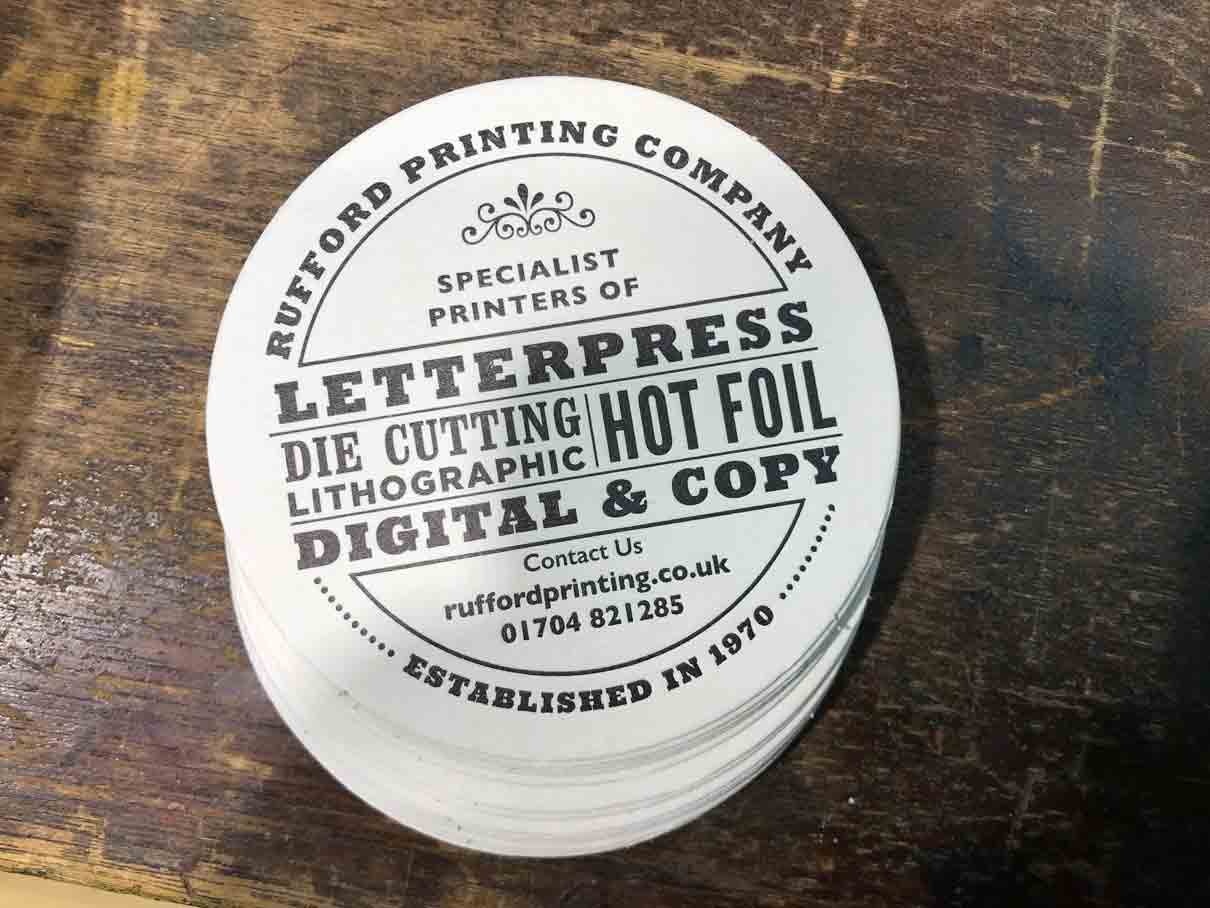 RUFFORD PRINTING COMPANY
SPECIALIST
PRINTERS OF
LETTERPRESS
DIE CUTTING
LITHOGRAPHIC
HOT FOIL
DIGITAL & COPY
Contact Us
ruffordprinting.co.uk
01704 821285
ESTABLISHED IN 1970